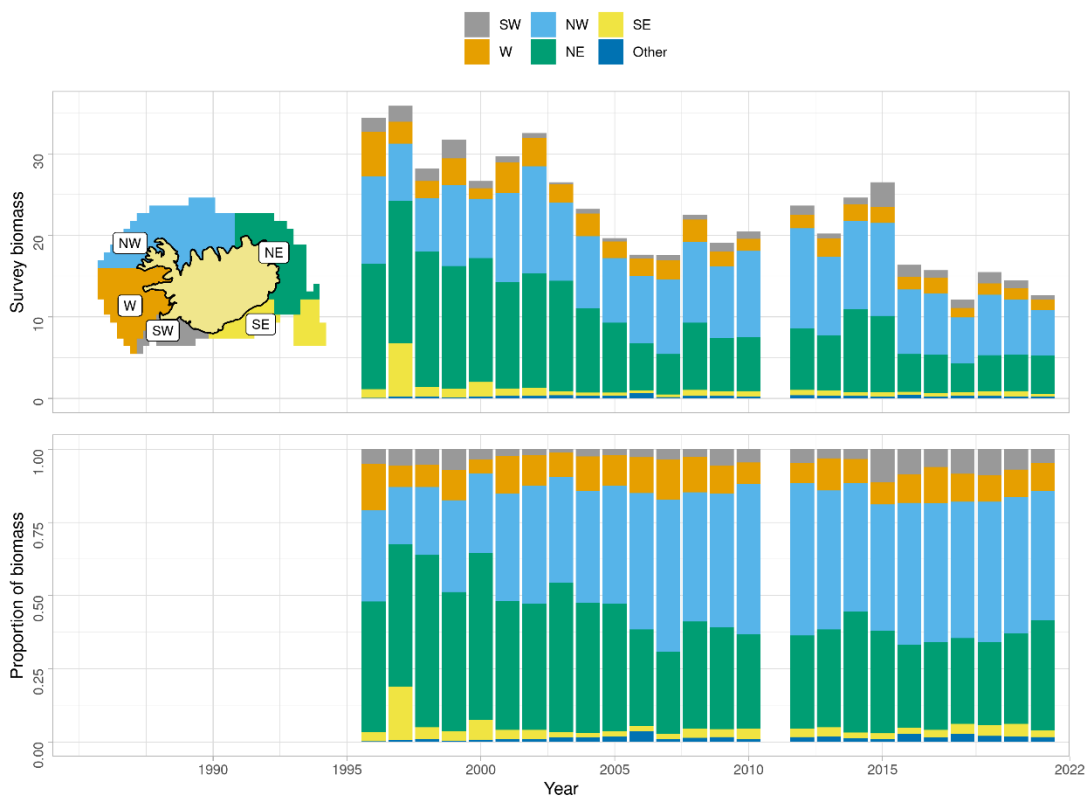 SW NW SE
W NE Other
Survey biomass
30
20
10
0
NW
NE
W
SW
SE
Proportion of biomass
1.00
0.75
0.50
0.25
0.00
1990 1995 2000 2005 2010 2015 2022
Year